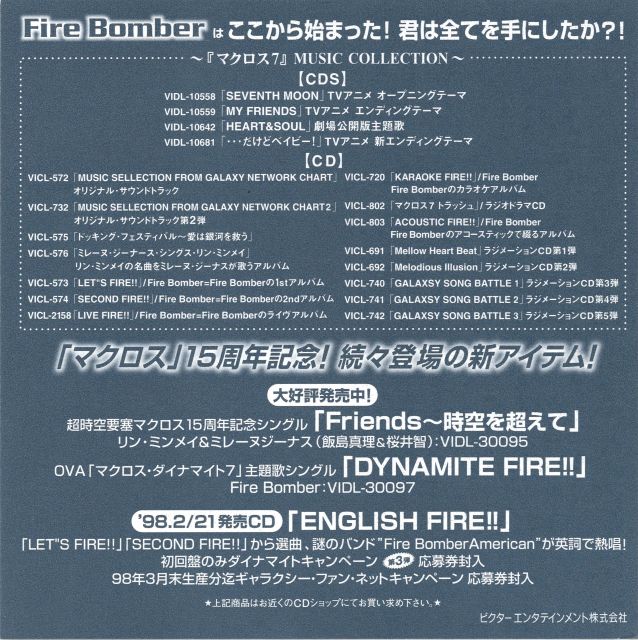 Fire Bomberはここから始まった! 君は全てを手にしたか?!
～『マクロス7』MUSIC COLLECTION～
【CDS】
VIDL-10558「SEVENTH MOON」TVアニメ オープニングテーマ
VIDL-10559「MY FRIENDS」TVアニメ エンディングテーマ
VIDL-10642「HEART&SOUL」劇場公開版主題歌
VIDL-10681「･･･だけどベイビー!」TVアニメ 新エンディングテーマ
【CD】
VICL-572「MUSIC SELLECTION FROM GALAXY NETWORK CHART」
オリジナル・サウンドトラック
VICL-732「MUSIC SELLECTION FROM GALAXY NETWORK CHART2」
オリジナル・サウンドトラック第2弾
VICL-575「ドッキング・フェスティバル～愛は銀河を救う」
VICL-576「ミレーヌ・ジーナス・シングス・リン・ミンメイ」
リン・ミンメイの名曲をミレーヌ・ジーナスが歌うアルバム
VICL-573「LET"S FIRE!!」/Fire Bomber=Fire Bomberの1stアルバム
VICL-574「SECOND FIRE!!」/Fire Bomber=Fire Bomberの2ndアルバム
VICL-2158「LIVE FIRE!!」/Fire Bomber=Fire Bomberのライヴアルバム
VICL-720「KARAOKE FIRE!!」/Fire Bomber
Fire Bomberのカラオケアルバム
VICL-802「マクロス7 トラッシュ」/ラジオドラマCD
VICL-803「ACOUSTIC FIRE!!」/Fire Bomber
Fire Bomberのアコースティックで綴るアルバム
VICL-691「Mellow Heart Beat」ラジメーションCD第1弾
VICL-692「Melodious Illusion」ラジメーションCD第2弾
VICL-740「GALAXSY SONG BATTLE 1」ラジメーションCD第3弾
VICL-741「GALAXSY SONG BATTLE 2」ラジメーションCD第4弾
VICL-742「GALAXSY SONG BATTLE 3」ラジメーションCD第5弾
「マクロス」15周年記念! 続々登場の新アイテム!
大好評発売中!
超時空要塞マクロス15周年記念シングル「Friends～時空を超えて」
リン・ミンメイ&ミレーヌジーナス(飯島真理&桜井智):VIDL-30095
OVA「マクロス・ダイナマイト7」主題歌シングル「DYNAMITE FIRE!!」
Fire Bomber:VIDL-30097
'98.2/21発売CD「ENGLISH FIRE!!」
「LET"S FIRE!!」「SECOND FIRE!!」から選曲、謎のバンド"Fire BomberAmerican"が英詞で熱唱!
初回盤のみダイナマイトキャンペーン 第3弾 応募券封入
98年3月末生産分迄ギャラクシー・ファン・ネットキャンペーン 応募券封入
★上記商品はお近くのCDショップにてお買い求め下さい。★
ビクターエンタテインメント株式会社